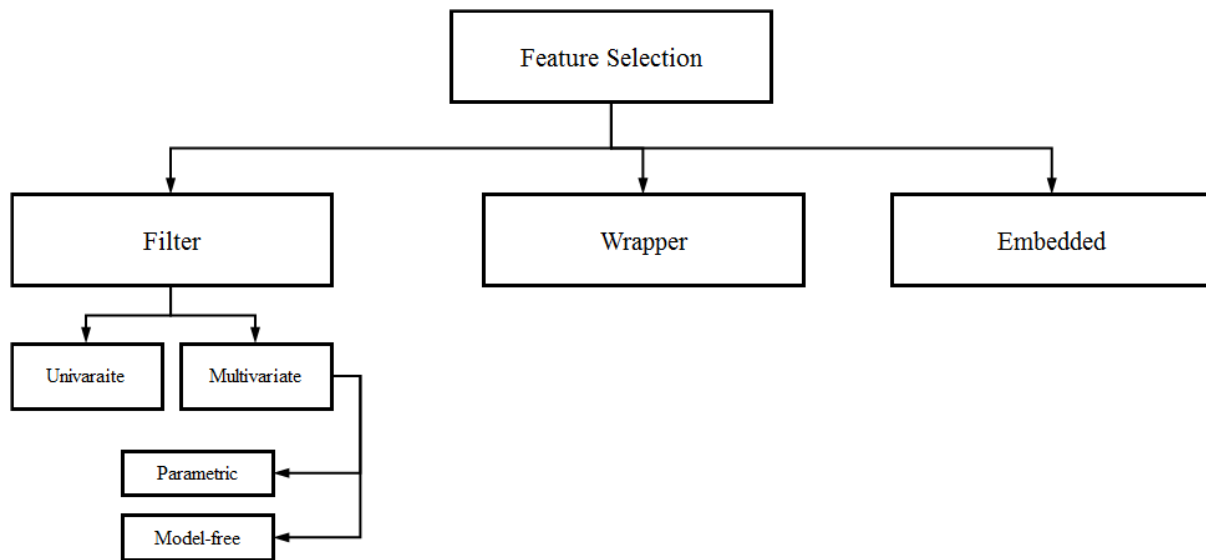 Feature Selection
Filter
Wrapper
Embedded
Univaraite
Multivariate
Parametric
Model-free